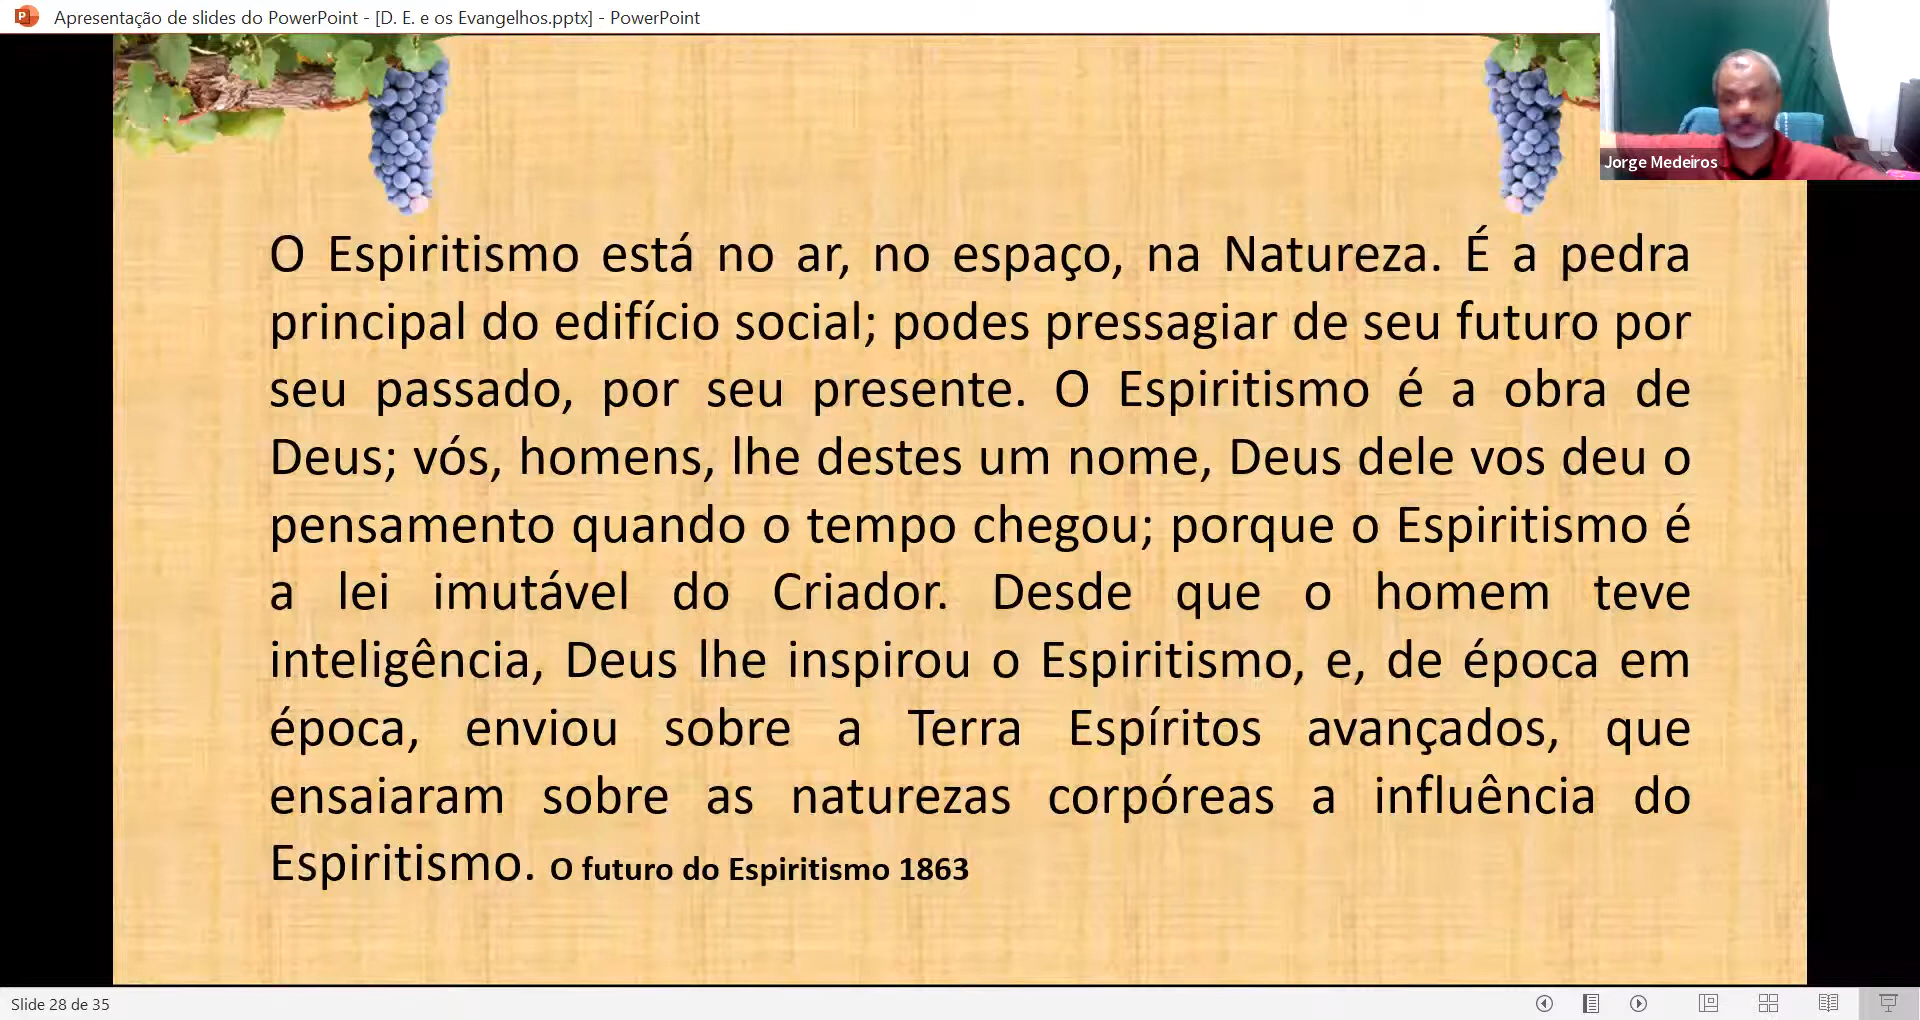 Apresentação de slides do PowerPoint - [D. E. e os Evangelhos.pptx] - PowerPoint
Jorge Medeiros
O Espiritismo está no ar, no espaço, na Natureza. É a pedra
principal do edifício social; podes pressagiar de seu futuro por
seu passado, por seu presente. O Espiritismo é a obra de
Deus; vós, homens, lhe destes um nome, Deus dele vos deu o
pensamento quando o tempo chegou; porque o Espiritismo é
a lei imutável do Criador. Desde que o homem teve
inteligência, Deus lhe inspirou o Espiritismo, e, de época em
época, enviou sobre a Terra Espíritos avançados, que
ensaiaram sobre as naturezas corpóreas a influência do
Espiritismo. O futuro do Espiritismo 1863
Slide 28 de 35